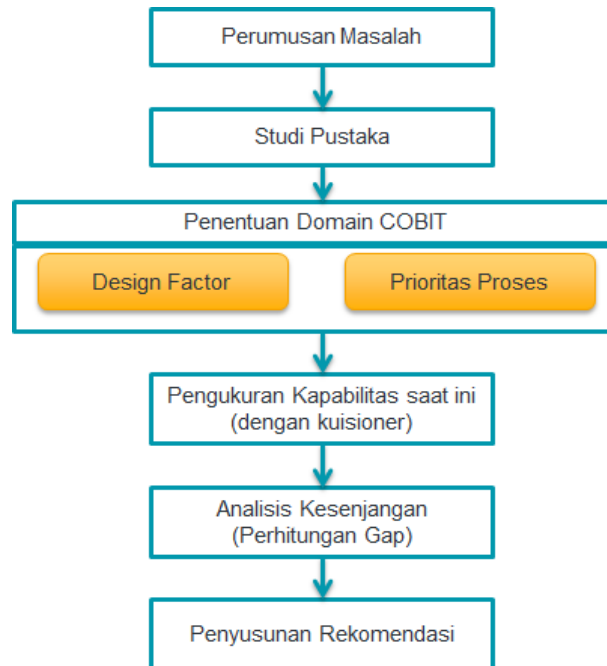 Perumusan Masalah
Studi Pustaka
Penentuan Domain COBIT
Design Factor
Prioritas Proses
Pengukuran Kapabilitas saat ini
(dengan kuisioner)
Analisis Kesenjangan
(Perhitungan Gap)
Penyusunan Rekomendasi